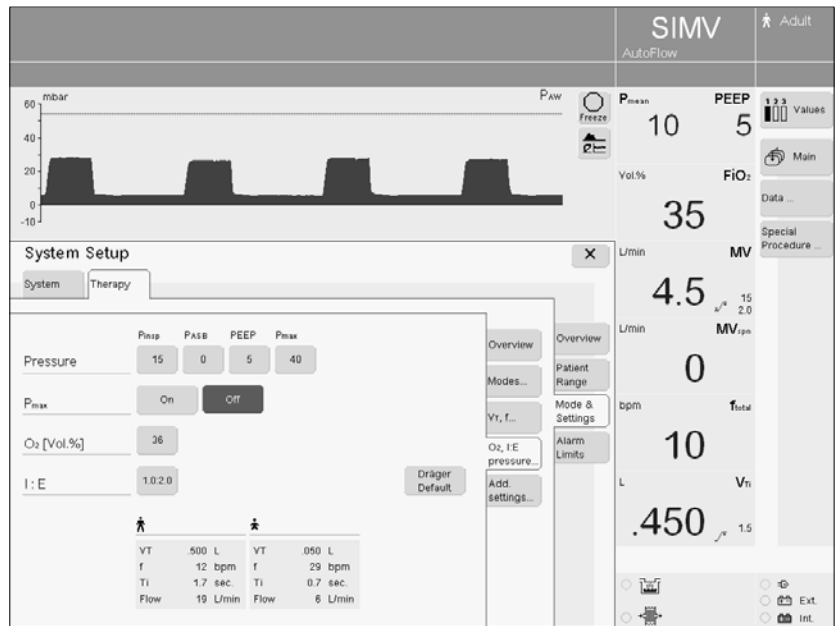 SIMV
AutoFlow
Adult
mbar
PAW
60
40
20
0
-10
Freeze
Pmean PEEP
10 5
Vol.% FiO2
35
L/min MV
4.5 15
2.0
L/min MVspn
0
bpm ftotal
10
L VTi
.450 1.5
1 2 3
Values
Main
Data ...
Special
Procedure ...
Ext.
Int.
System Setup
X
System Therapy
Pinsp PASB PEEP Pmax
Pressure 15 0 5 40
Pmax On Off
O2 [Vol.%] 36
I : E 1.0:2.0
Dräger
Default
VT .500 L
f 12 bpm
Ti 1.7 sec.
Flow 19 L/min
VT .050 L
f 29 bpm
Ti 0.7 sec.
Flow 6 L/min
Overview
Modes...
VT, f...
O2, I:E
pressure...
Add.
settings...
Overview
Patient
Range
Mode &
Settings
Alarm
Limits